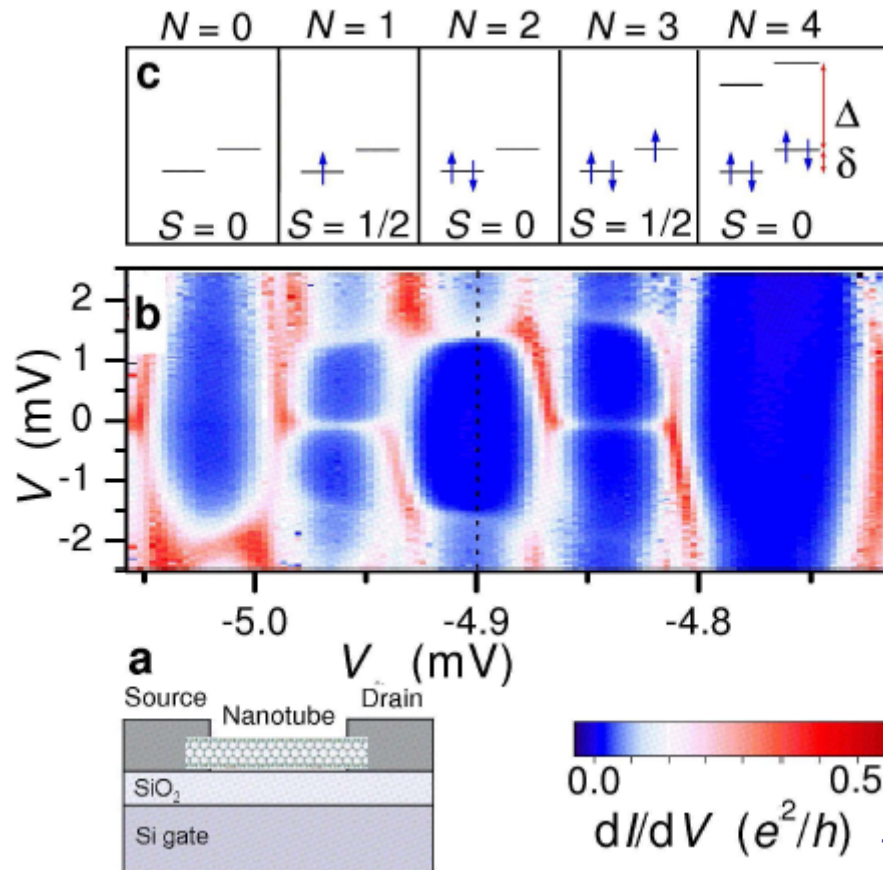 N = 0 N = 1 N = 2 N = 3 N = 4
c
Δ
δ
S = 0 S = 1/2 S = 0 S = 1/2 S = 0
b
2
1
0
-1
-2
V (mV)
-5.0 -4.9 -4.8
V (mV)
a
Source Drain
Nanotube
SiO₂
Si gate
0.0 0.5
dI/dV (e²/h)